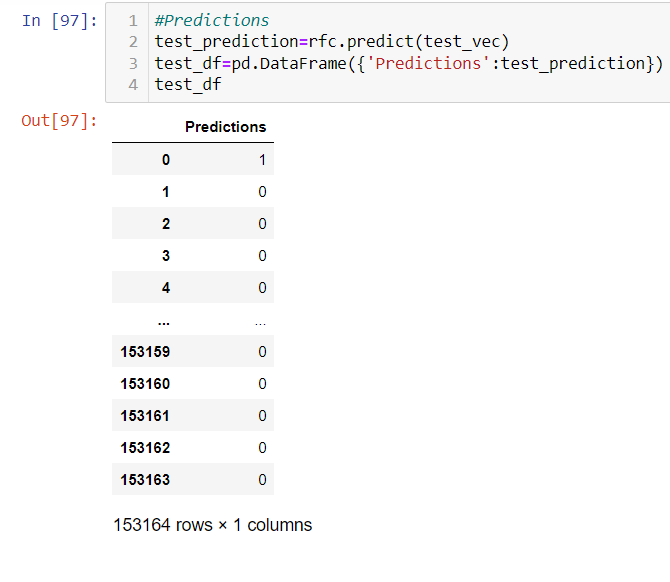 In [97]:
1 #Predictions
2 test_prediction=rfc.predict(test_vec)
3 test_df=pd.DataFrame({'Predictions':test_prediction})
4 test_df
Out[97]:
Predictions
0 1
1 0
2 0
3 0
4 0
... ...
153159 0
153160 0
153161 0
153162 0
153163 0
153164 rows × 1 columns